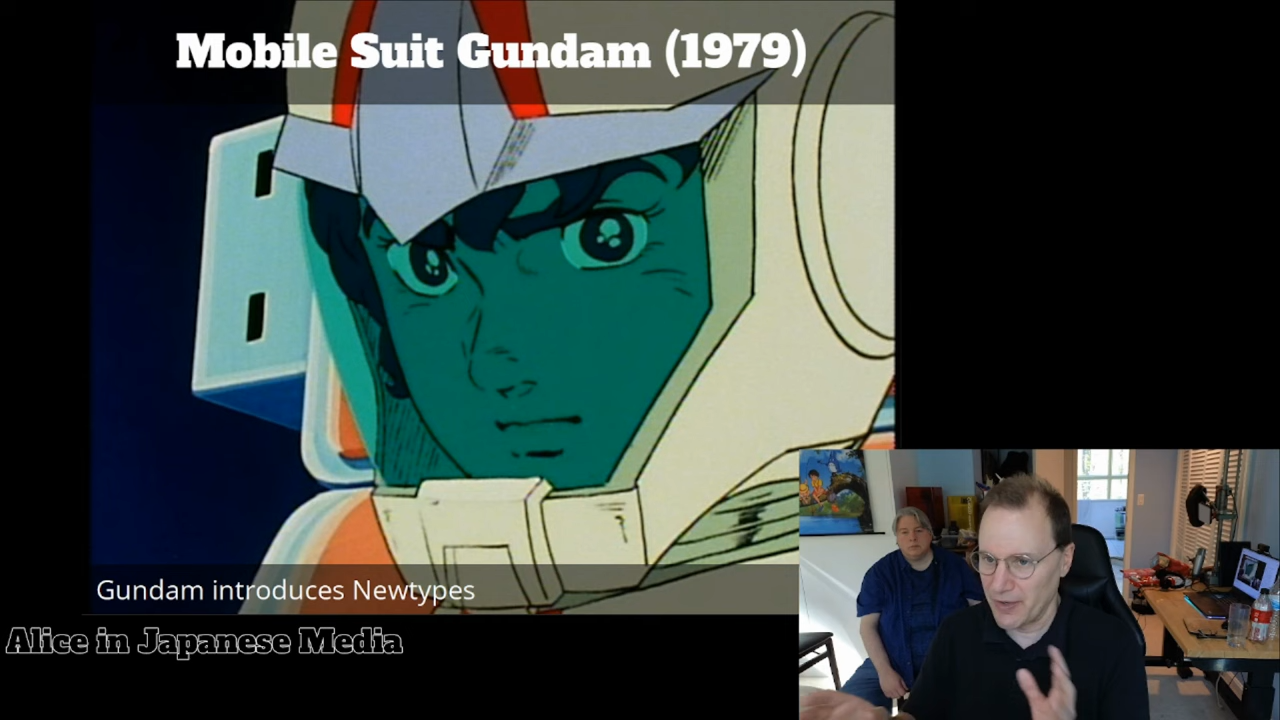 Mobile Suit Gundam (1979)
Gundam introduces Newtypes
Alice in Japanese Media